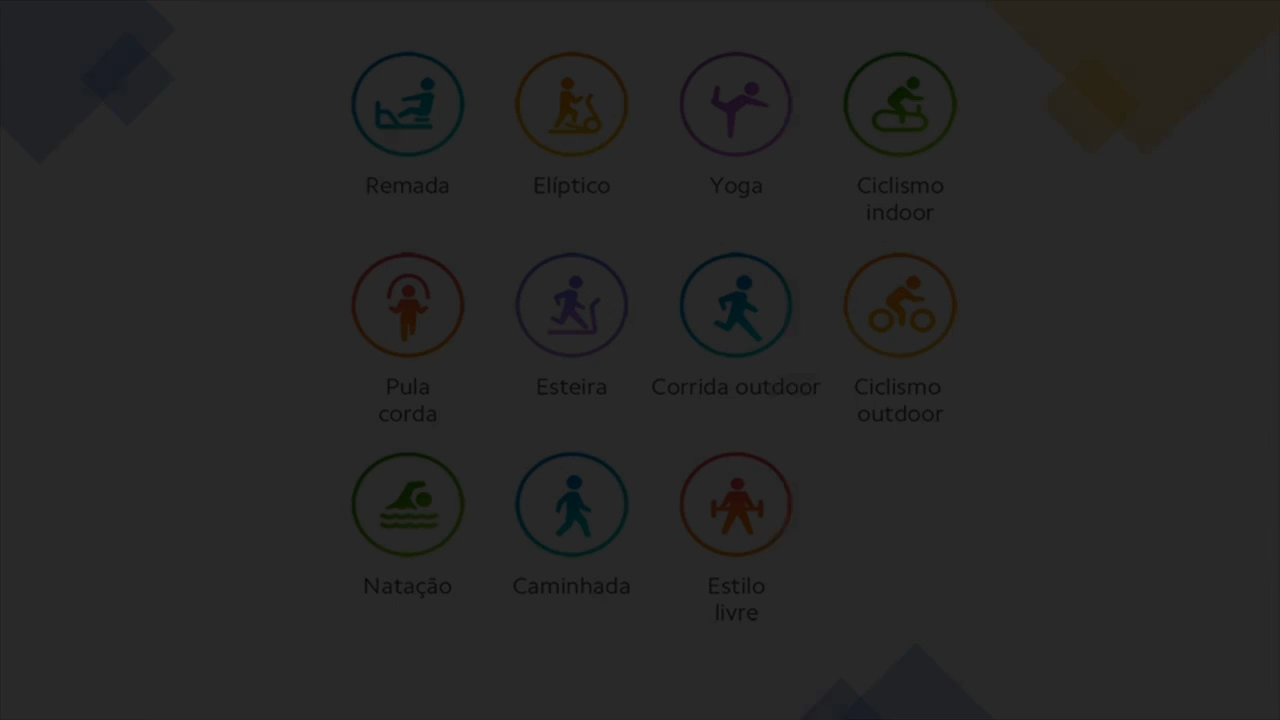 Remada
Elíptico
Yoga
Ciclismo
indoor
Pula
corda
Esteira
Corrida outdoor
Ciclismo
outdoor
Natação
Caminhada
Estilo
livre